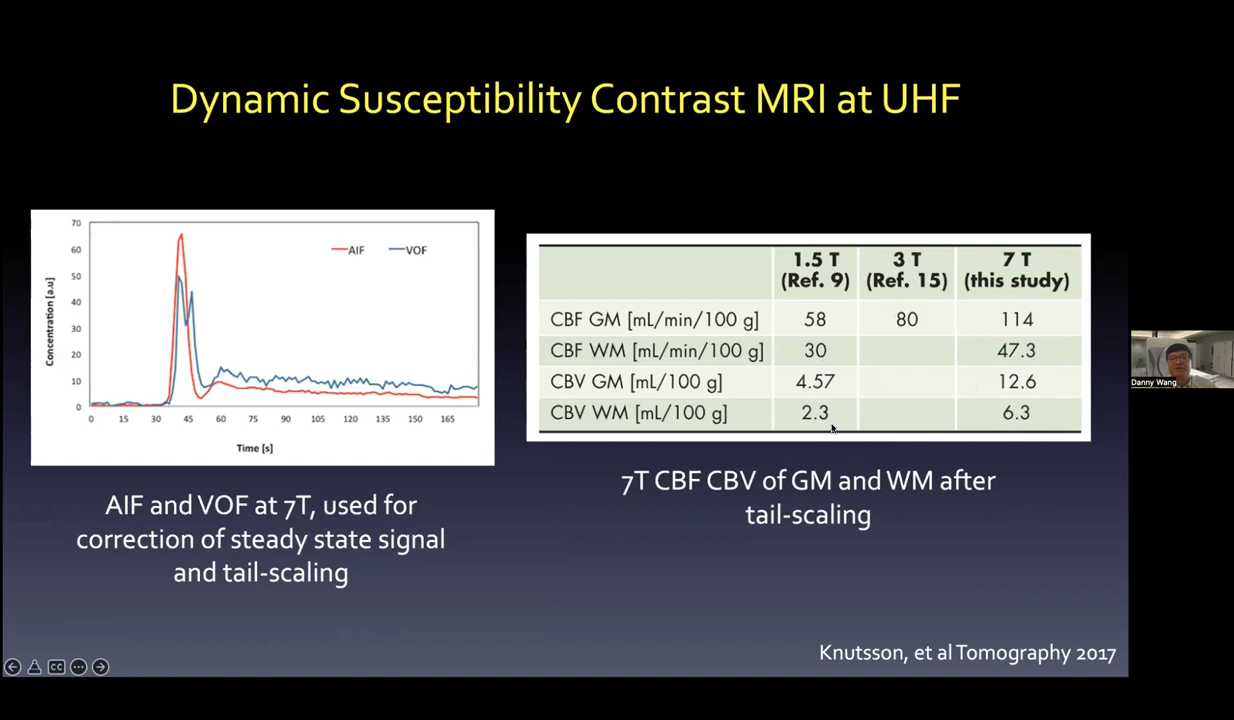 Dynamic Susceptibility Contrast MRI at UHF
70
60
50
40
30
20
10
0
0 15 30 45 60 75 90 105 120 135 150 165
Concentration [a.u]
Time [s]
AIF VOF
AIF and VOF at 7T, used for
correction of steady state signal
and tail-scaling
1.5 T 3 T 7 T
(Ref. 9) (Ref. 15) (this study)
CBF GM [mL/min/100 g] 58 80 114
CBF WM [mL/min/100 g] 30 47.3
CBV GM [mL/100 g] 4.57 12.6
CBV WM [mL/100 g] 2.3 6.3
7T CBF CBV of GM and WM after
tail-scaling
Knutsson, et al Tomography 2017
Danny Wang
CC